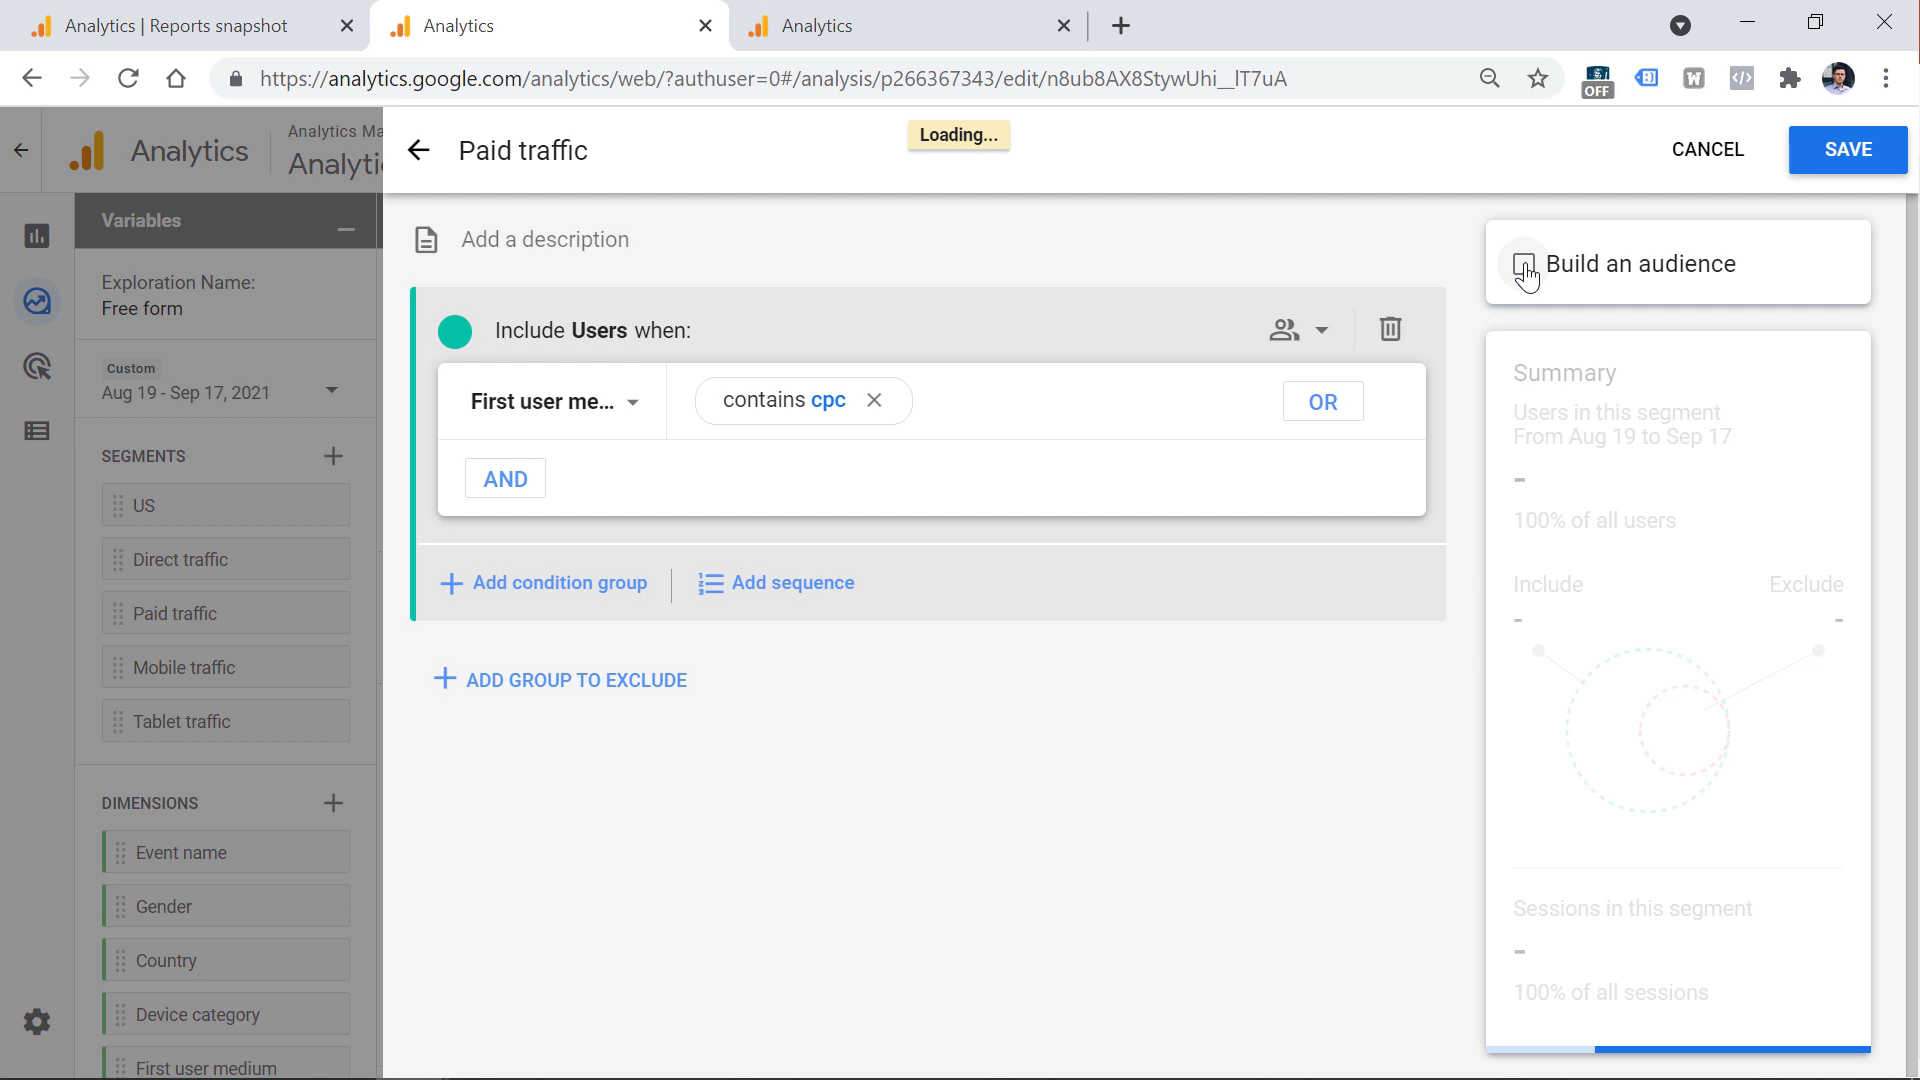 Analytics | Reports snapshot
Analytics
Analytics
https://analytics.google.com/analytics/web/?authuser=0#/analysis/p266367343/edit/n8ub8AX8StywUhi__lT7uA
OFF
Analytics
Analytics Ma
Analyti
Paid traffic
Loading...
CANCEL
SAVE
Variables
Exploration Name:
Free form
Custom
Aug 19 - Sep 17, 2021
SEGMENTS
US
Direct traffic
Paid traffic
Mobile traffic
Tablet traffic
DIMENSIONS
Event name
Gender
Country
Device category
First user medium
Add a description
Include Users when:
First user me...
contains cpc
OR
AND
Add condition group
Add sequence
ADD GROUP TO EXCLUDE
Build an audience
Summary
Users in this segment
From Aug 19 to Sep 17
-
100% of all users
Include
Exclude
-
-
Sessions in this segment
-
100% of all sessions